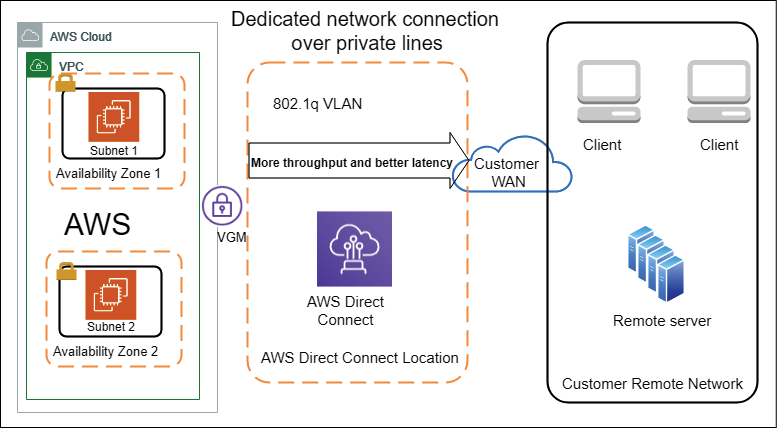 Dedicated network connection
over private lines
AWS Cloud
VPC
Subnet 1
Availability Zone 1
AWS
Subnet 2
Availability Zone 2
VGM
802.1q VLAN
More throughput and better latency
AWS Direct
Connect
AWS Direct Connect Location
Customer
WAN
Client
Client
Remote server
Customer Remote Network